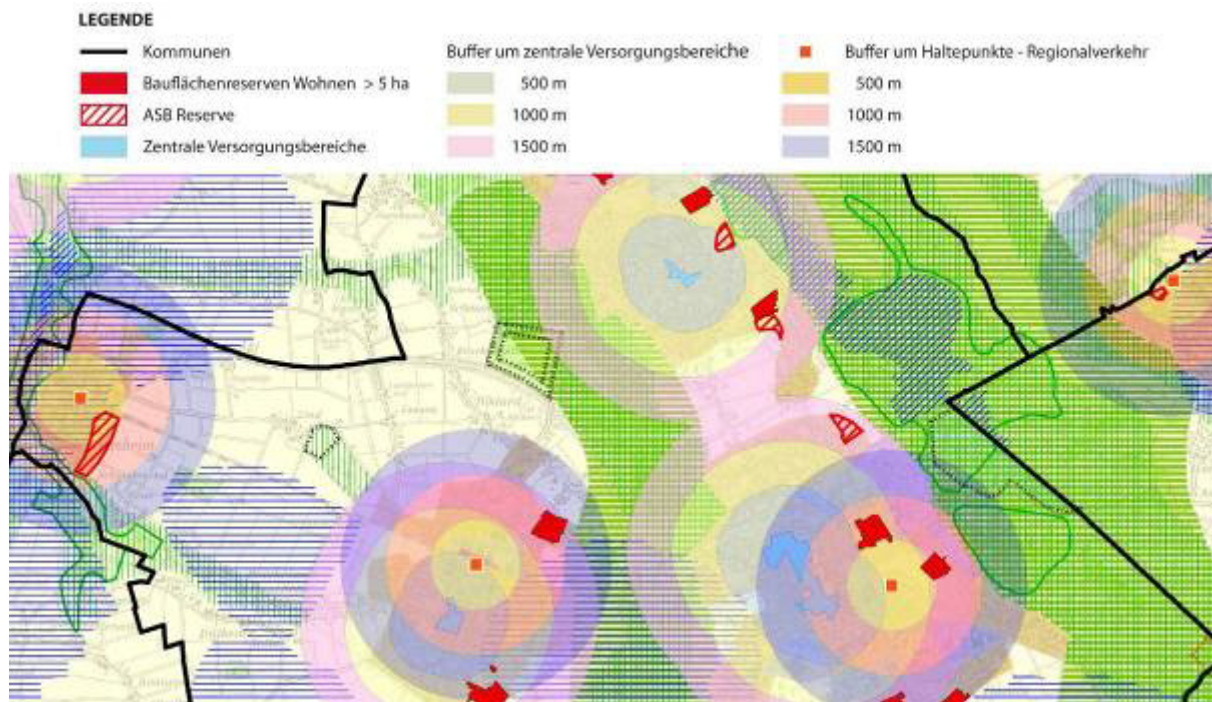 LEGENDE
Kommunen
Bauflächenreserven Wohnen > 5 ha
ASB Reserve
Zentrale Versorgungsbereiche
Buffer um zentrale Versorgungsbereiche
500 m
1000 m
1500 m
Buffer um Haltepunkte - Regionalverkehr
500 m
1000 m
1500 m